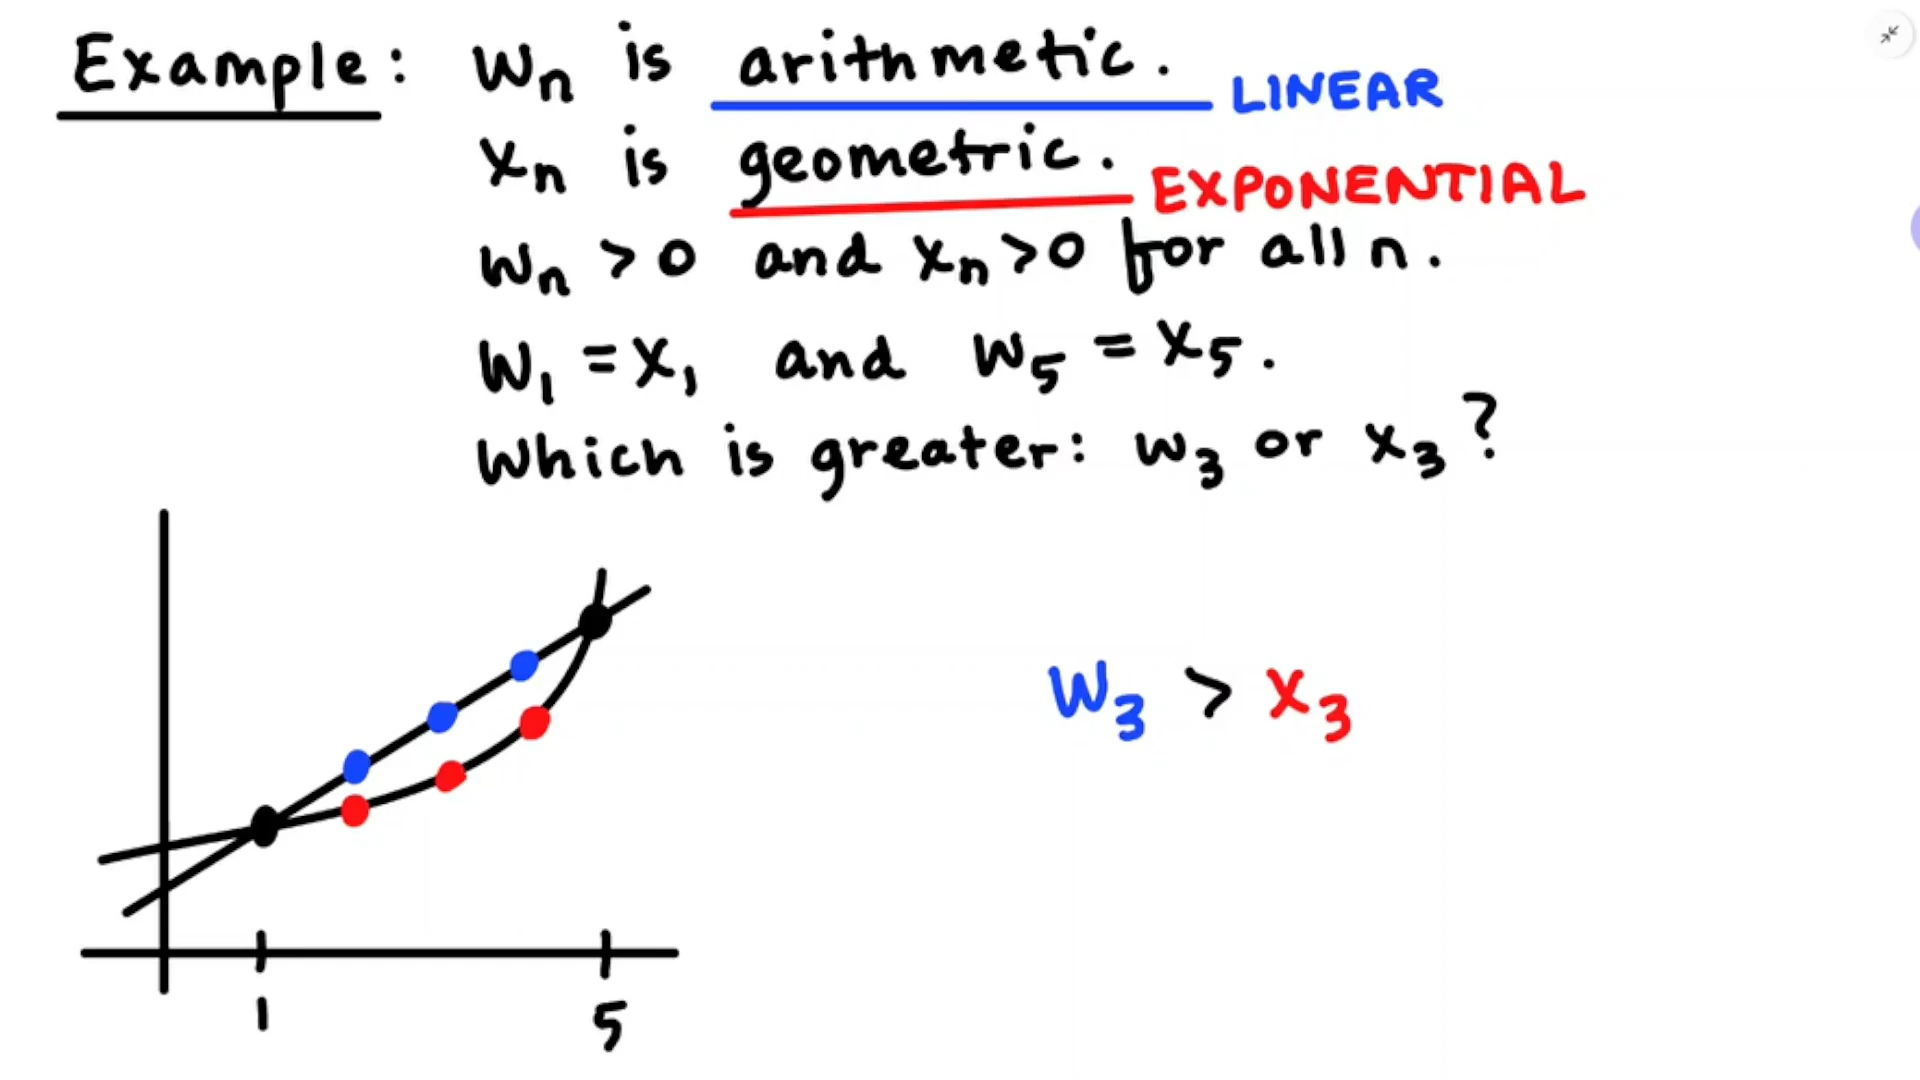 Example: wₙ is arithmetic. LINEAR
xₙ is geometric. EXPONENTIAL
wₙ > 0 and xₙ > 0 for all n.
w₁ = x₁ and w₅ = x₅.
Which is greater: w₃ or x₃?
w₃ > x₃
1 5